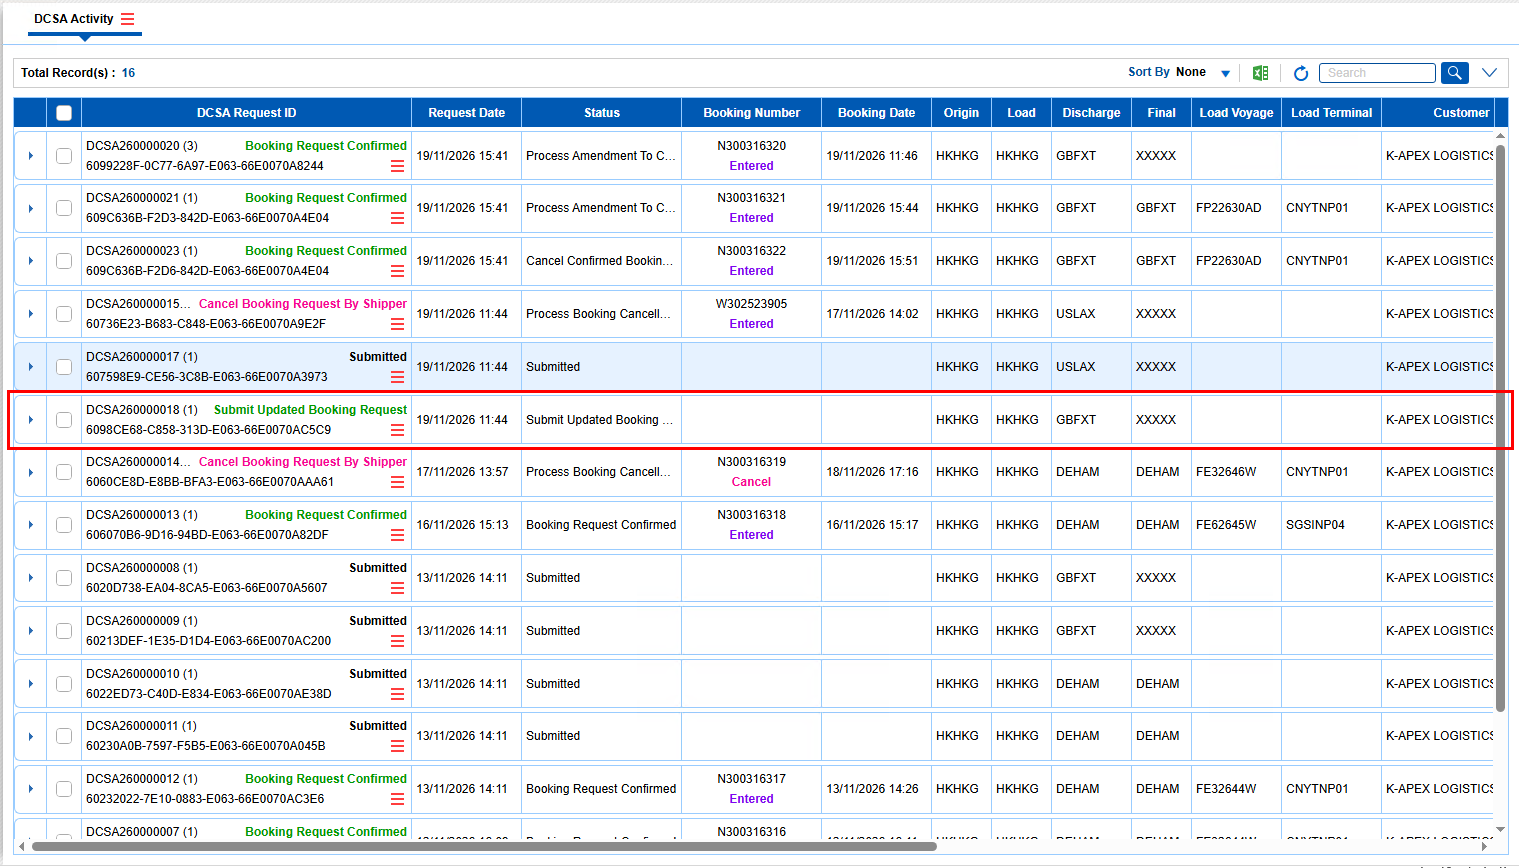 DCSA Activity
Total Record(s) : 16
Sort By None
Search
DCSA Request ID Request Date Status Booking Number Booking Date Origin Load Discharge Final Load Voyage Load Terminal Customer
DCSA260000020 (3) Booking Request Confirmed N300316320
19/11/2026 15:41 Process Amendment To C... 19/11/2026 11:46 HKHKG HKHKG GBFXT XXXXX K-APEX LOGISTICS
6099228F-0C77-6A97-E063-66E0070A8244 Entered
DCSA260000021 (1) Booking Request Confirmed N300316321
19/11/2026 15:41 Process Amendment To C... 19/11/2026 15:44 HKHKG HKHKG GBFXT GBFXT FP22630AD CNYTNP01 K-APEX LOGISTICS
609C636B-F2D3-842D-E063-66E0070A4E04 Entered
DCSA260000023 (1) Booking Request Confirmed N300316322
19/11/2026 15:41 Cancel Confirmed Bookin... 19/11/2026 15:51 HKHKG HKHKG GBFXT GBFXT FP22630AD CNYTNP01 K-APEX LOGISTICS
609C636B-F2D6-842D-E063-66E0070A4E04 Entered
DCSA260000015... Cancel Booking Request By Shipper W302523905
19/11/2026 11:44 Process Booking Cancell... 17/11/2026 14:02 HKHKG HKHKG USLAX XXXXX K-APEX LOGISTICS
60736E23-B683-C848-E063-66E0070A9E2F Entered
DCSA260000017 (1) Submitted
19/11/2026 11:44 Submitted HKHKG HKHKG USLAX XXXXX K-APEX LOGISTICS
607598E9-CE56-3C8B-E063-66E0070A3973
DCSA260000018 (1) Submit Updated Booking Request
19/11/2026 11:44 Submit Updated Booking ... HKHKG HKHKG GBFXT XXXXX K-APEX LOGISTICS
6098CE68-C858-313D-E063-66E0070AC5C9
DCSA260000014... Cancel Booking Request By Shipper N300316319
17/11/2026 13:57 Process Booking Cancell... 18/11/2026 17:16 HKHKG HKHKG DEHAM DEHAM FE32646W CNYTNP01 K-APEX LOGISTICS
6060CE8D-E8BB-BFA3-E063-66E0070AAA61 Cancel
DCSA260000013 (1) Booking Request Confirmed N300316318
16/11/2026 15:13 Booking Request Confirmed 16/11/2026 15:17 HKHKG HKHKG DEHAM DEHAM FE62645W SGSINP04 K-APEX LOGISTICS
606070B6-9D16-94BD-E063-66E0070A82DF Entered
DCSA260000008 (1) Submitted
13/11/2026 14:11 Submitted HKHKG HKHKG GBFXT XXXXX K-APEX LOGISTICS
6020D738-EA04-8CA5-E063-66E0070A5607
DCSA260000009 (1) Submitted
13/11/2026 14:11 Submitted HKHKG HKHKG GBFXT XXXXX K-APEX LOGISTICS
60213DEF-1E35-D1D4-E063-66E0070AC200
DCSA260000010 (1) Submitted
13/11/2026 14:11 Submitted HKHKG HKHKG DEHAM DEHAM K-APEX LOGISTICS
6022ED73-C40D-E834-E063-66E0070AE38D
DCSA260000011 (1) Submitted
13/11/2026 14:11 Submitted HKHKG HKHKG DEHAM DEHAM K-APEX LOGISTICS
60230A0B-7597-F5B5-E063-66E0070A045B
DCSA260000012 (1) Booking Request Confirmed N300316317
13/11/2026 14:11 Booking Request Confirmed 13/11/2026 14:26 HKHKG HKHKG DEHAM DEHAM FE32644W CNYTNP01 K-APEX LOGISTICS
60232022-7E10-0883-E063-66E0070AC3E6 Entered
DCSA260000007 (1) Booking Request Confirmed N300316316